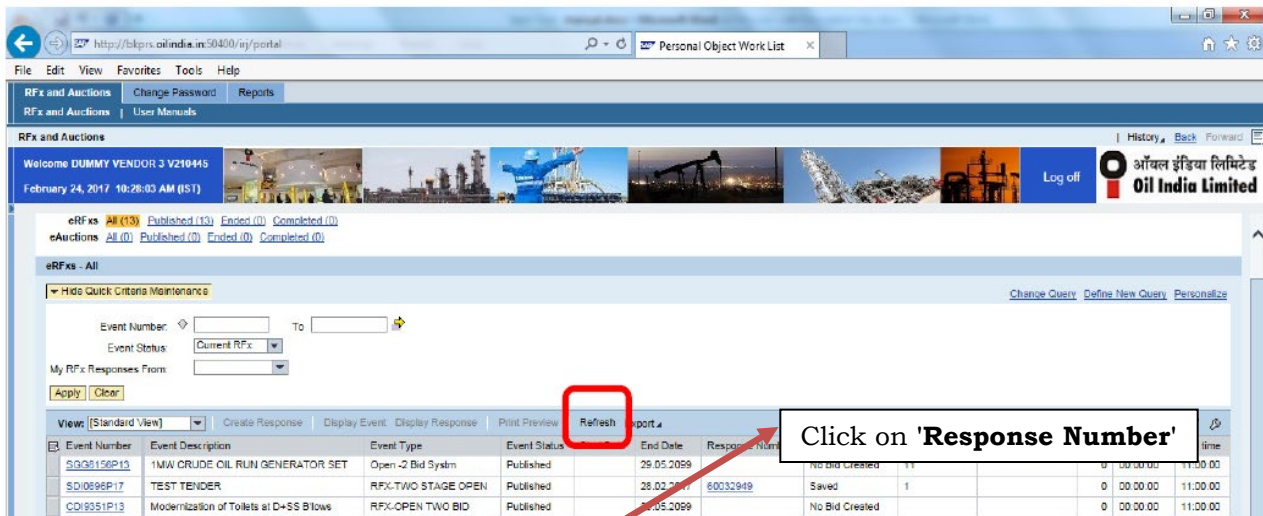 http://bkprs.oilindia.in:50400/irj/portal
Personal Object Work List
File Edit View Favorites Tools Help
RFx and Auctions Change Password Reports
RFx and Auctions | User Manuals
RFx and Auctions
| History Back Forward
Welcome DUMMY VENDOR 3 V210445
February 24, 2017 10:28:03 AM (IST)
Log off
ऑयल इंडिया लिमिटेड
Oil India Limited
eRFxs All (13) Published (13) Ended (0) Completed (0)
eAuctions All (0) Published (0) Ended (0) Completed (0)
eRFxs - All
Hide Quick Criteria Maintenance
Change Query Define New Query Personalize
Event Number: To
Event Status: Current RFx
My RFx Responses From:
Apply Clear
View: [Standard View] Create Response Display Event Display Response Print Preview Refresh Export
Click on 'Response Number'
Event Number Event Description Event Type Event Status End Date time
SGG6156P13 1MW CRUDE OIL RUN GENERATOR SET Open -2 Bid Systm Published 29.05.2099 No Bid Created 11 0 00:00:00 11:00:00
SDI0696P17 TEST TENDER RFX-TWO STAGE OPEN Published 28.02.2017 60032949 Saved 1 0 00:00:00 11:00:00
CDI9351P13 Modernization of Toilets at D+SS B'lows RFX-OPEN TWO BID Published .05.2099 No Bid Created 0 00:00:00 11:00:00